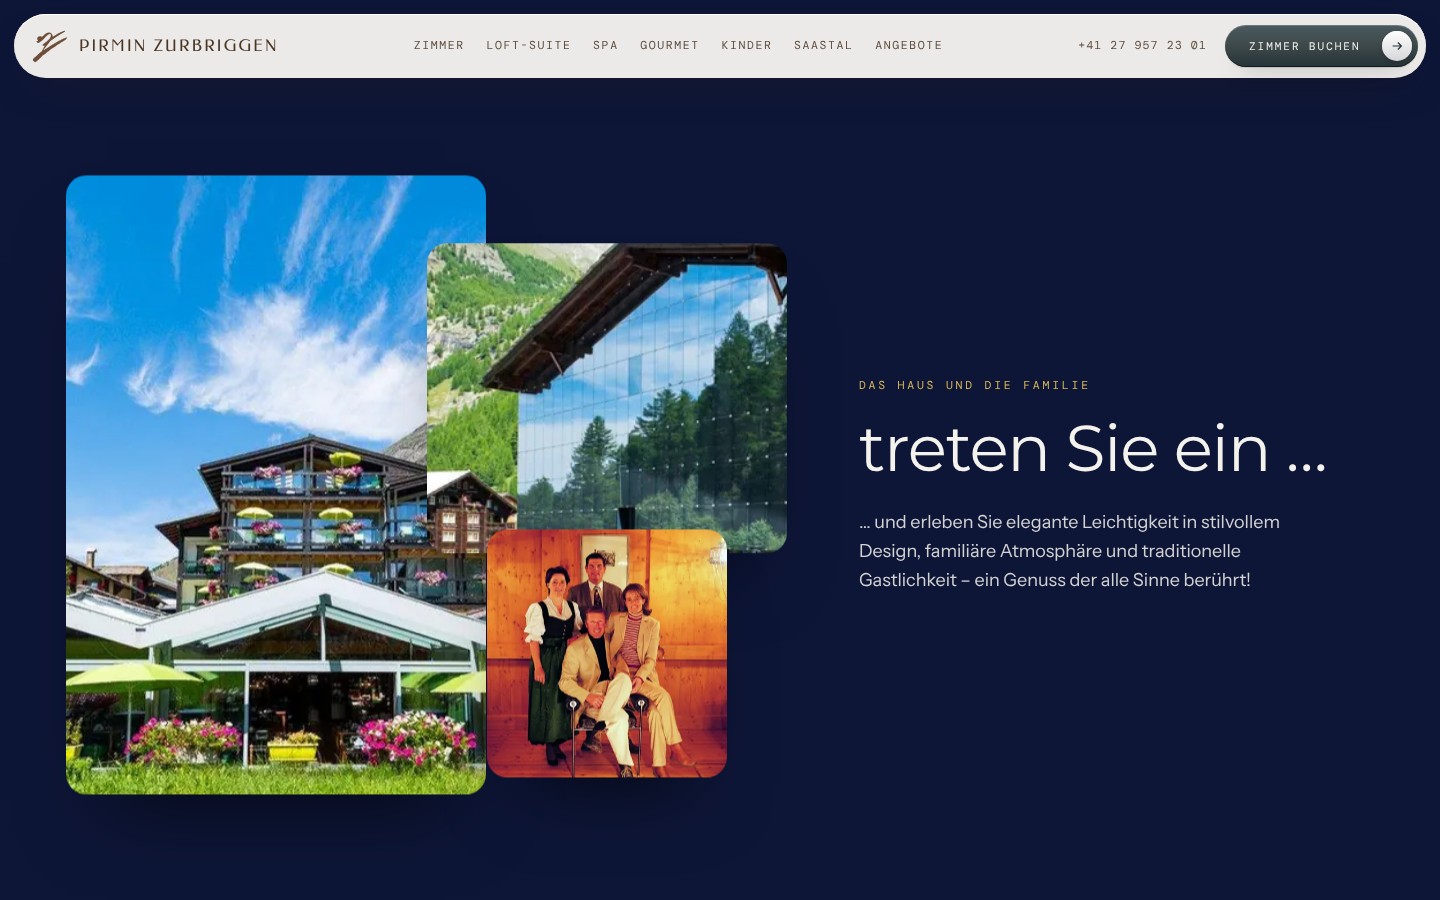 PIRMIN ZURBRIGGEN
ZIMMER LOFT-SUITE SPA GOURMET KINDER SAASTAL ANGEBOTE
+41 27 957 23 01
ZIMMER BUCHEN
DAS HAUS UND DIE FAMILIE
treten Sie ein ...
... und erleben Sie elegante Leichtigkeit in stilvollem
Design, familiäre Atmosphäre und traditionelle
Gastlichkeit – ein Genuss der alle Sinne berührt!